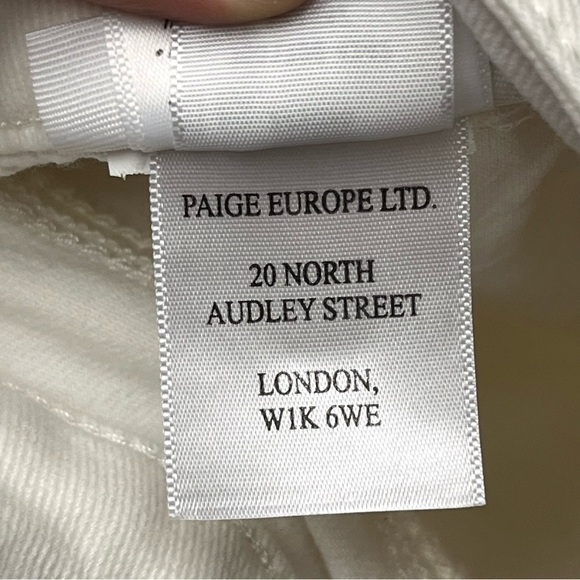 PAIGE EUROPE LTD.
20 NORTH
AUDLEY STREET
LONDON,
W1K 6WE